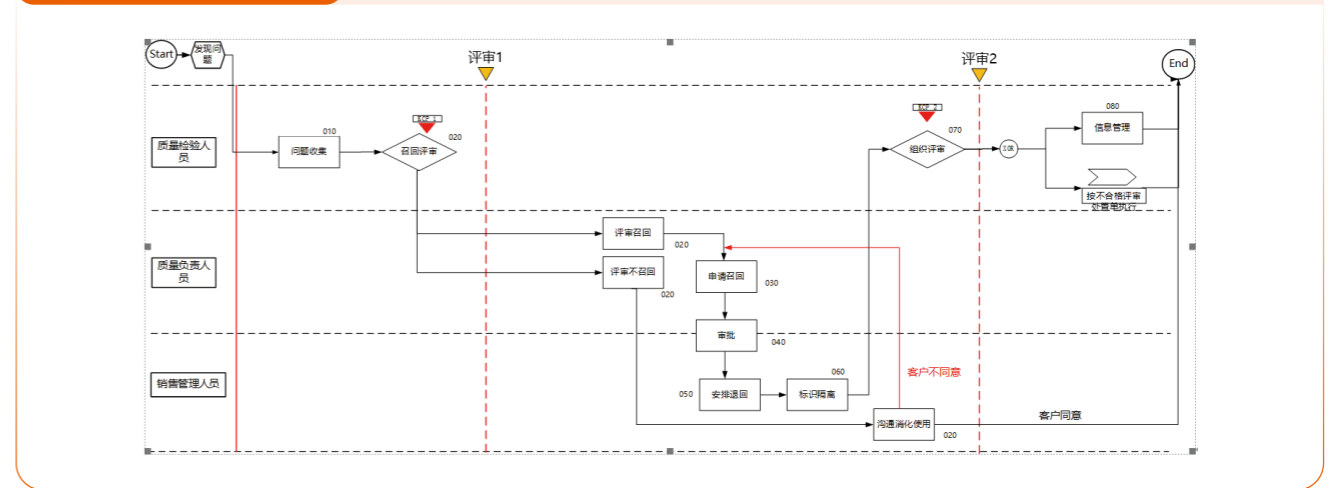 Start
发现问
题
评审1
评审2
End
质量检验人
员
010
问题收集
KCP 1
020
召回评审
KCP 2
070
组织评审
XOR
080
信息管理
按不合格评审
处置单执行
质量负责人
员
评审召回
020
评审不召回
020
申请召回
030
审批
040
销售管理人员
050
安排退回
060
标识隔离
客户不同意
沟通消化使用
020
客户同意